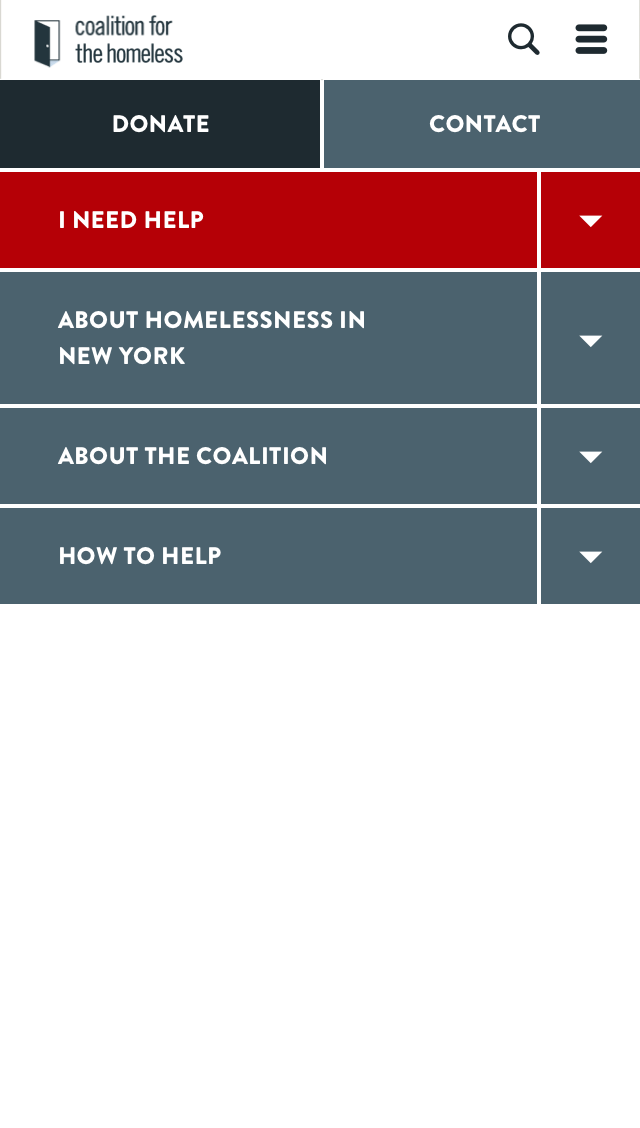 coalition for
the homeless
DONATE
CONTACT
I NEED HELP
ABOUT HOMELESSNESS IN
NEW YORK
ABOUT THE COALITION
HOW TO HELP